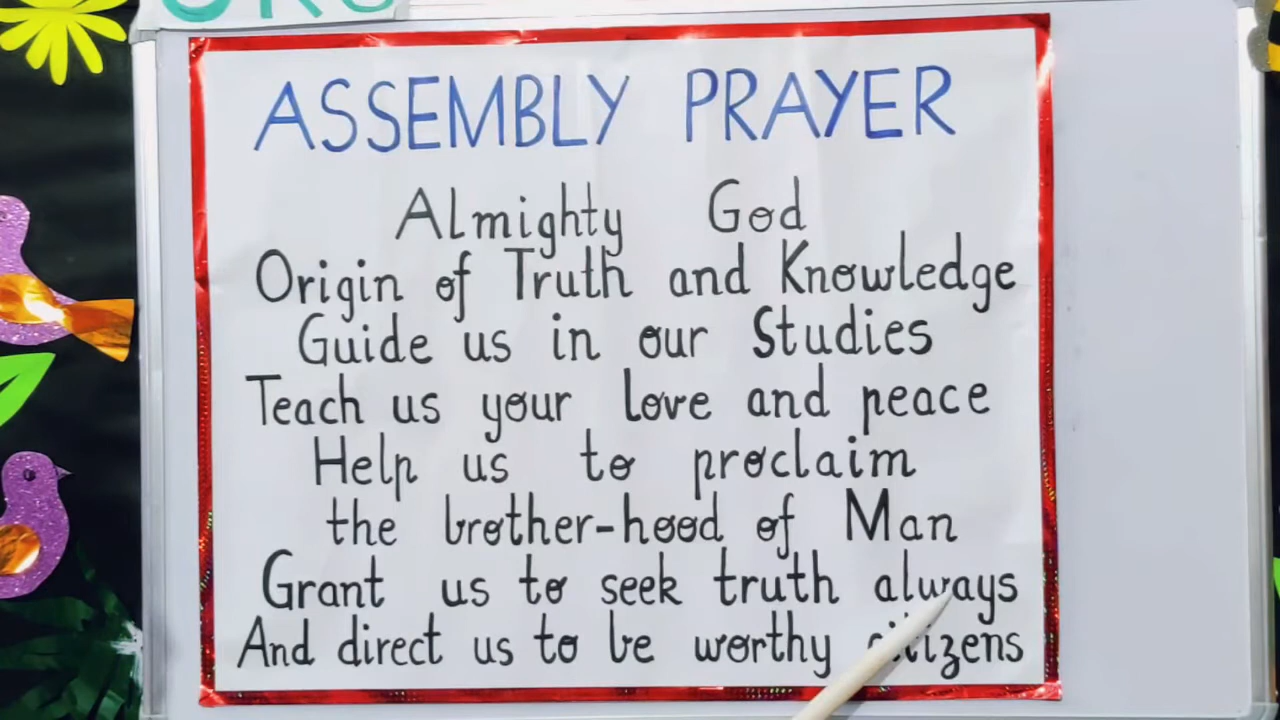 ASSEMBLY PRAYER
Almighty God
Origin of Truth and Knowledge
Guide us in our Studies
Teach us your love and peace
Help us to proclaim
the brother-hood of Man
Grant us to seek truth always
And direct us to be worthy citizens